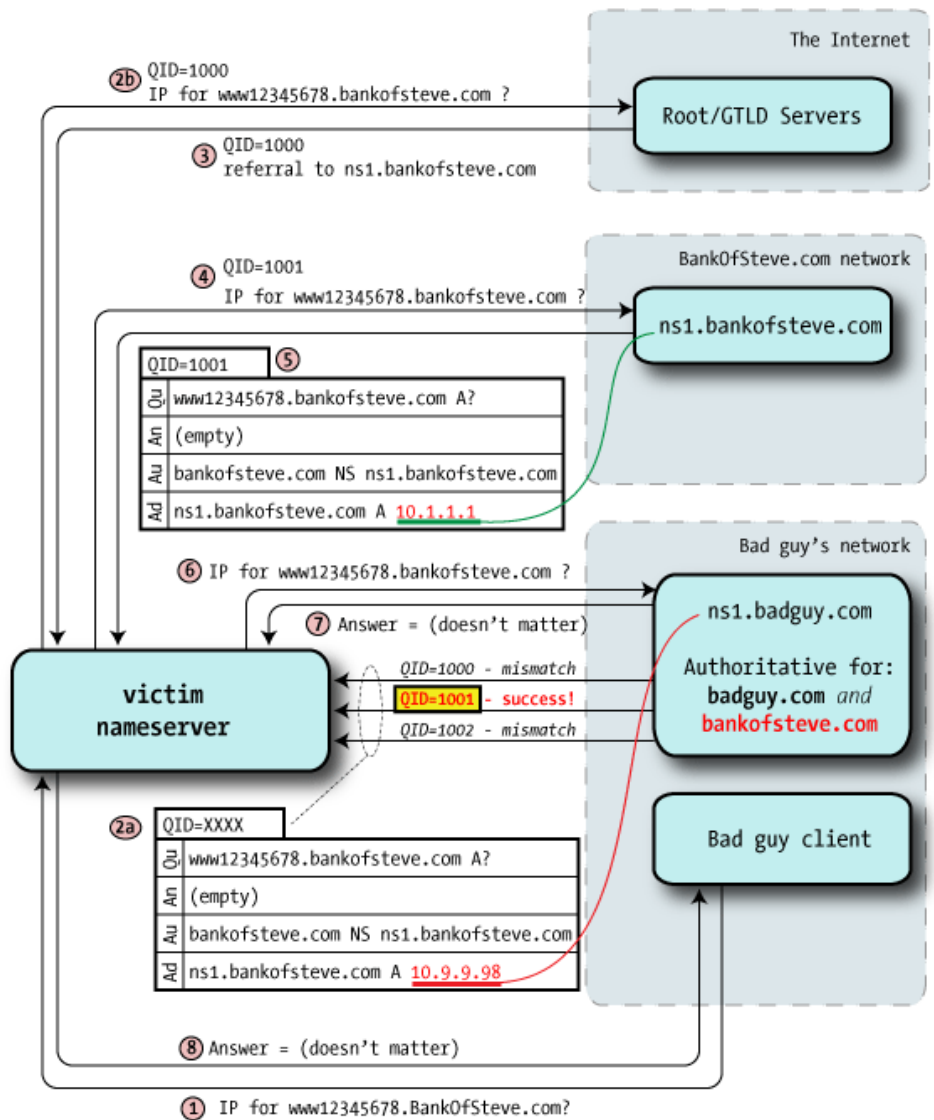 The Internet
2b QID=1000
IP for www12345678.bankofsteve.com ?
Root/GTLD Servers
3 QID=1000
referral to ns1.bankofsteve.com
BankOfSteve.com network
4 QID=1001
IP for www12345678.bankofsteve.com ?
ns1.bankofsteve.com
QID=1001 5
Qu www12345678.bankofsteve.com A?
An (empty)
Au bankofsteve.com NS ns1.bankofsteve.com
Ad ns1.bankofsteve.com A 10.1.1.1
Bad guy's network
6 IP for www12345678.bankofsteve.com ?
ns1.badguy.com
7 Answer = (doesn't matter)
Authoritative for:
badguy.com and
bankofsteve.com
QID=1000 - mismatch
QID=1001 - success!
QID=1002 - mismatch
victim
nameserver
2a QID=XXXX
Qu www12345678.bankofsteve.com A?
An (empty)
Au bankofsteve.com NS ns1.bankofsteve.com
Ad ns1.bankofsteve.com A 10.9.9.98
Bad guy client
8 Answer = (doesn't matter)
1 IP for www12345678.BankOfSteve.com?